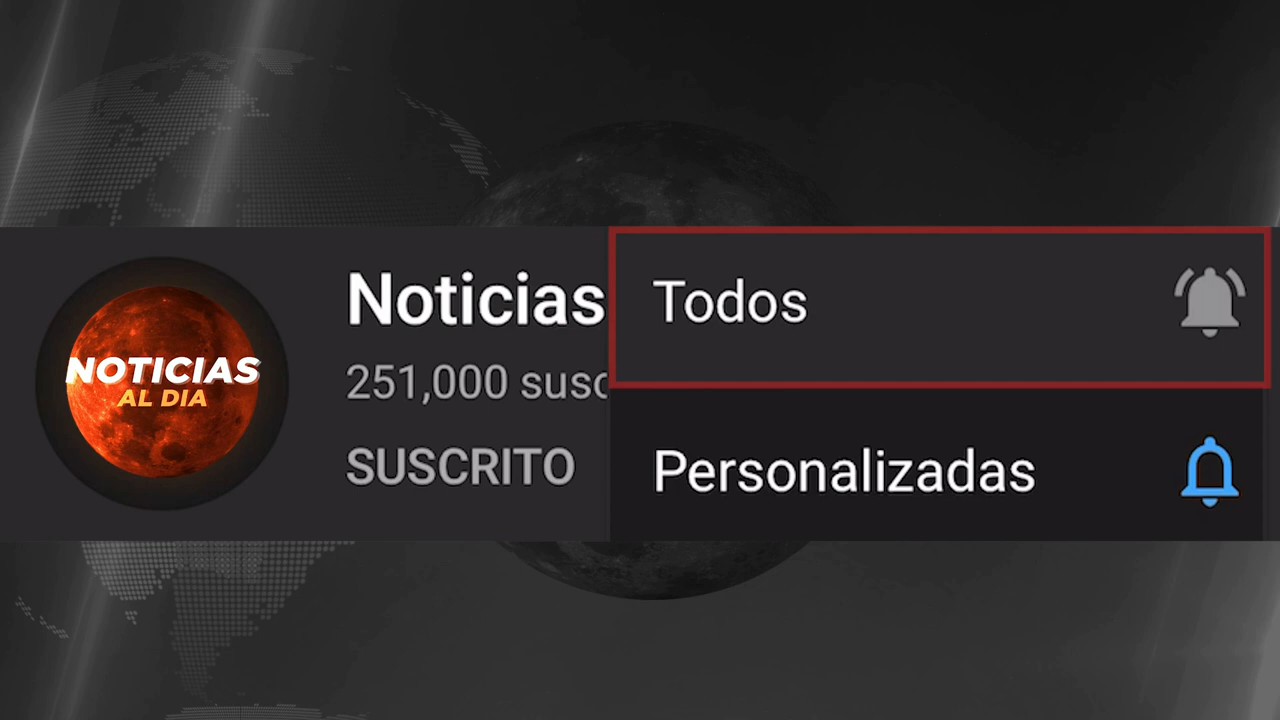 NOTICIAS
AL DIA
Noticias
251,000 susc
SUSCRITO
Todos
Personalizadas